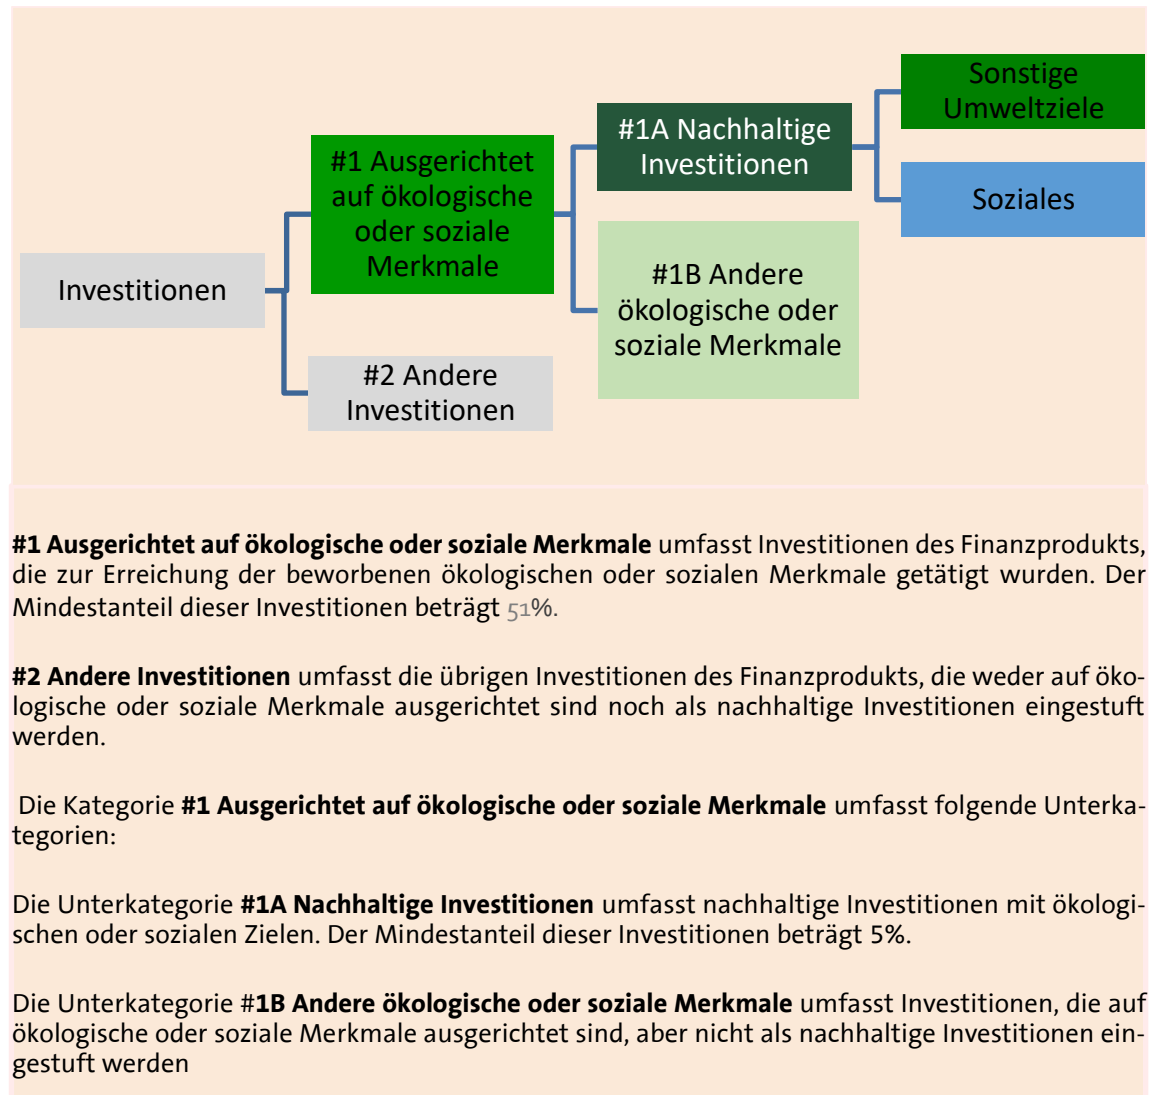 Sonstige
Umweltziele
#1A Nachhaltige
Investitionen
#1 Ausgerichtet
auf ökologische
oder soziale
Merkmale
Soziales
Investitionen
#1B Andere
ökologische oder
soziale Merkmale
#2 Andere
Investitionen
#1 Ausgerichtet auf ökologische oder soziale Merkmale umfasst Investitionen des Finanzprodukts,
die zur Erreichung der beworbenen ökologischen oder sozialen Merkmale getätigt wurden. Der
Mindestanteil dieser Investitionen beträgt 51%.
#2 Andere Investitionen umfasst die übrigen Investitionen des Finanzprodukts, die weder auf öko-
logische oder soziale Merkmale ausgerichtet sind noch als nachhaltige Investitionen eingestuft
werden.
Die Kategorie #1 Ausgerichtet auf ökologische oder soziale Merkmale umfasst folgende Unterka-
tegorien:
Die Unterkategorie #1A Nachhaltige Investitionen umfasst nachhaltige Investitionen mit ökologi-
schen oder sozialen Zielen. Der Mindestanteil dieser Investitionen beträgt 5%.
Die Unterkategorie #1B Andere ökologische oder soziale Merkmale umfasst Investitionen, die auf
ökologische oder soziale Merkmale ausgerichtet sind, aber nicht als nachhaltige Investitionen ein-
gestuft werden